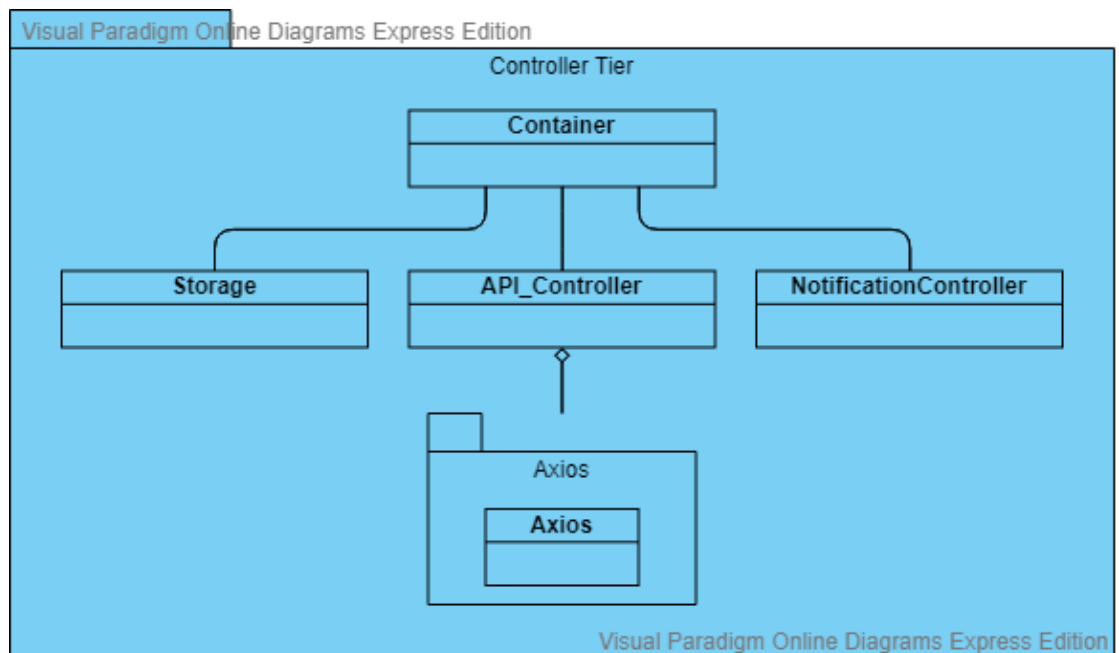 Visual Paradigm Online Diagrams Express Edition
Controller Tier
Container
Storage
API_Controller
NotificationController
Axios
Axios
Visual Paradigm Online Diagrams Express Edition